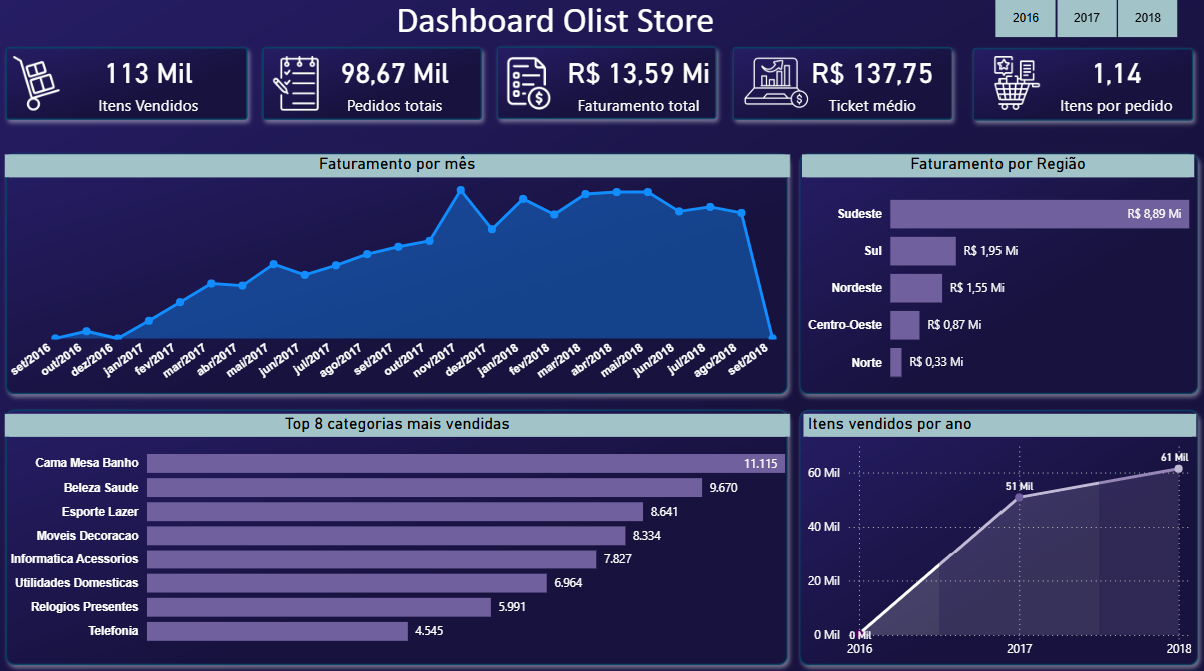 Dashboard Olist Store
2016 2017 2018
113 Mil
Itens Vendidos
98,67 Mil
Pedidos totais
R$ 13,59 Mi
Faturamento total
R$ 137,75
Ticket médio
1,14
Itens por pedido
Faturamento por mês
set/2016 out/2016 dez/2016 jan/2017 fev/2017 mar/2017 abr/2017 mai/2017 jun/2017 jul/2017 ago/2017 set/2017 out/2017 nov/2017 dez/2017 jan/2018 fev/2018 mar/2018 abr/2018 mai/2018 jun/2018 jul/2018 ago/2018 set/2018
Faturamento por Região
Sudeste R$ 8,89 Mi
Sul R$ 1,95 Mi
Nordeste R$ 1,55 Mi
Centro-Oeste R$ 0,87 Mi
Norte R$ 0,33 Mi
Top 8 categorias mais vendidas
Cama Mesa Banho 11.115
Beleza Saude 9.670
Esporte Lazer 8.641
Moveis Decoracao 8.334
Informatica Acessorios 7.827
Utilidades Domesticas 6.964
Relogios Presentes 5.991
Telefonia 4.545
Itens vendidos por ano
61 Mil
60 Mil
51 Mil
40 Mil
20 Mil
0 Mil 0 Mil
2016 2017 2018